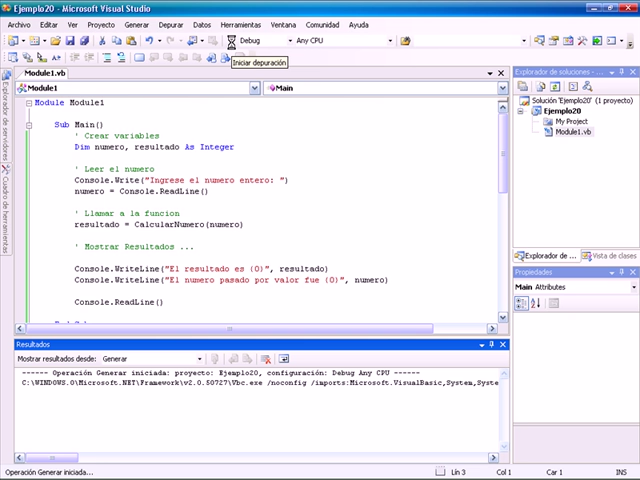 Ejemplo20 - Microsoft Visual Studio
Archivo Editar Ver Proyecto Generar Depurar Datos Herramientas Ventana Comunidad Ayuda
Debug Any CPU
Iniciar depuración
Module1.vb
Module1 Main
Module Module1
Sub Main()
' Crear variables
Dim numero, resultado As Integer
' Leer el numero
Console.Write("Ingrese el numero entero: ")
numero = Console.ReadLine()
' Llamar a la funcion
resultado = CalcularNumero(numero)
' Mostrar Resultados ...
Console.WriteLine("El resultado es (O)", resultado)
Console.WriteLine("El numero pasado por valor fue (O)", numero)
Console.ReadLine()
Explorador de servidores
Cuadro de herramientas
Explorador de soluciones - ...
Solución 'Ejemplo20' (1 proyecto)
Ejemplo20
My Project
Module1.vb
Explorador de ... Vista de clases
Propiedades
Main Attributes
Resultados
Mostrar resultados desde: Generar
------ Operación Generar iniciada: proyecto: Ejemplo20, configuración: Debug Any CPU ------
C:\WINDOWS.0\Microsoft.NET\Framework\v2.0.50727\Vbc.exe /noconfig /imports:Microsoft.VisualBasic,System,Syste
Operación Generar iniciada... Lín 3 Col 1 Car 1 INS